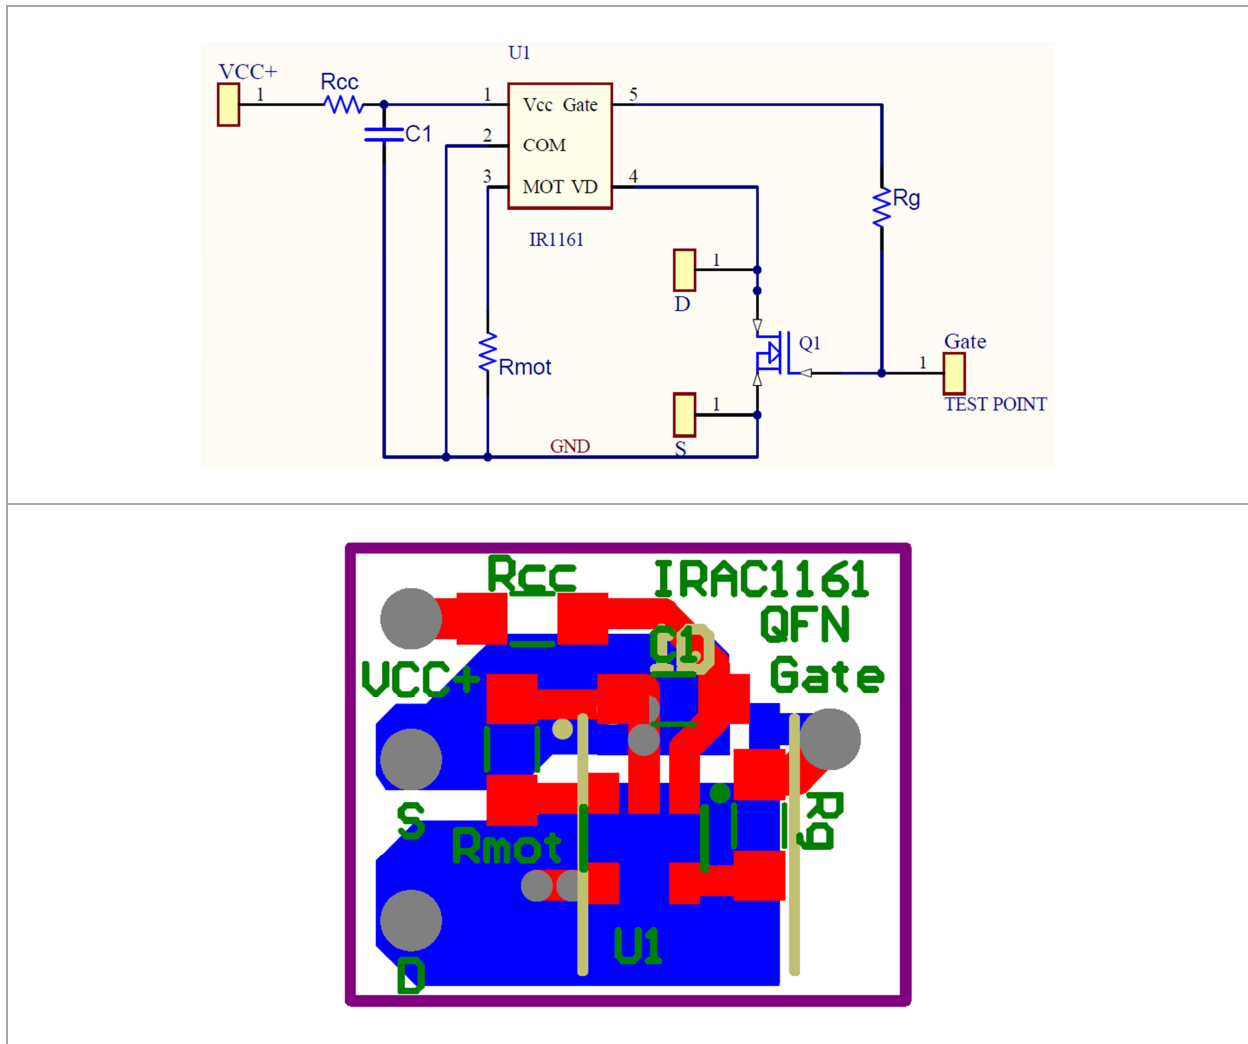 U1
VCC+
Rcc
1
1
Vcc
Gate
5
C1
2
COM
3
MOT
VD
4
Rg
IR1161
1
D
Q1
Gate
1
Rmot
TEST POINT
1
GND
S
Rcc
IRAC1161
QFN
C1
VCC+
Gate
S
Rmot
Rg
U1
D